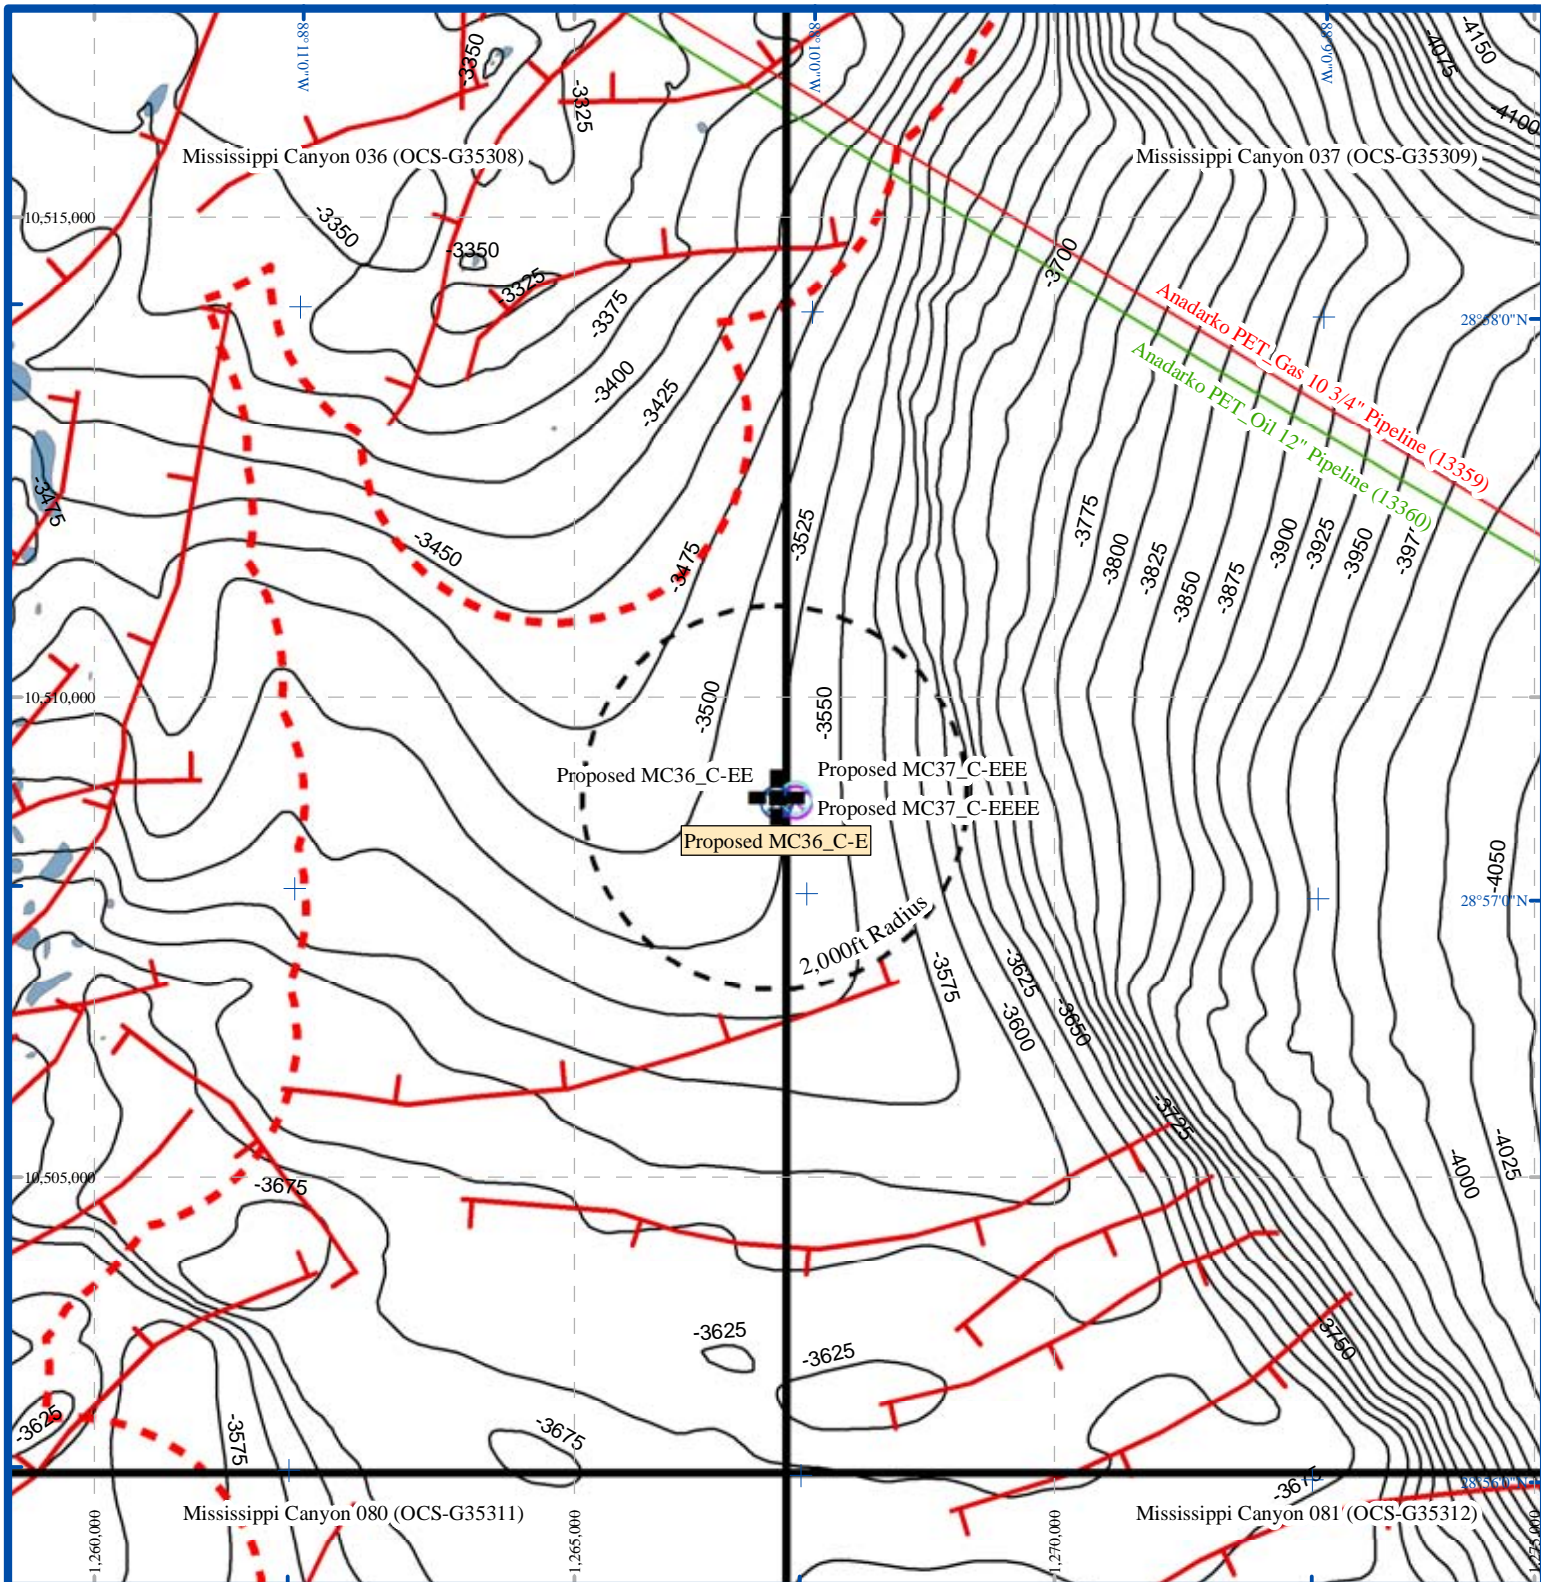 88°11'0"W
88°10'0"W
88°9'0"W
-3350
-3325
-4075
-4150
-4100
Mississippi Canyon 036 (OCS-G35308)
Mississippi Canyon 037 (OCS-G35309)
10,515,000
-3350
-3350
-3325
-3375
-3700
28°58'0"N
Anadarko PET_Gas 10 3/4" Pipeline (13359)
Anadarko PET_Oil 12" Pipeline (13360)
-3400
-3425
-3475
-3450
-3475
-3525
-3775
-3800
-3825
-3850
-3875
-3900
-3925
-3950
-397
10,510,000
-3500
-3550
Proposed MC36_C-EE
Proposed MC37_C-EEE
Proposed MC37_C-EEEE
Proposed MC36_C-E
-4050
28°57'0"N
2,000ft Radius
-3575
-3625
-3600
-3650
-3725
-4000
-4025
10,505,000
-3675
-3625
-3625
-3750
-3625
-3575
-3675
28°56'0"N
Mississippi Canyon 080 (OCS-G35311)
Mississippi Canyon 081 (OCS-G35312)
1,260,000
1,265,000
1,270,000
1,275,000